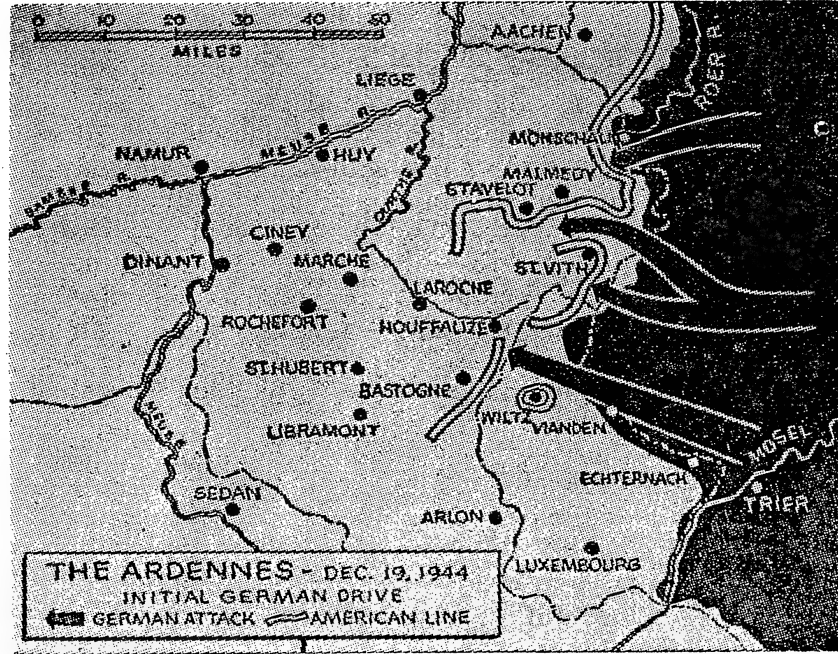 0 10 20 30 40 50
MILES
AACHEN
ROER R.
LIEGE
MONSCHAU
NAMUR
MEUSE R.
HUY
MALMEDY
STAVELOT
OURTHE R.
CINEY
DINANT
MARCHE
ST.VITH
LAROCHE
ROCHEFORT
HOUFFALIZE
ST.HUBERT
BASTOGNE
MEUSE
LIBRAMONT
WILTZ
VIANDEN
MOSEL
ECHTERNACH
SEDAN
TRIER
ARLON
LUXEMBOURG
THE ARDENNES - DEC. 19, 1944
INITIAL GERMAN DRIVE
GERMAN ATTACK AMERICAN LINE